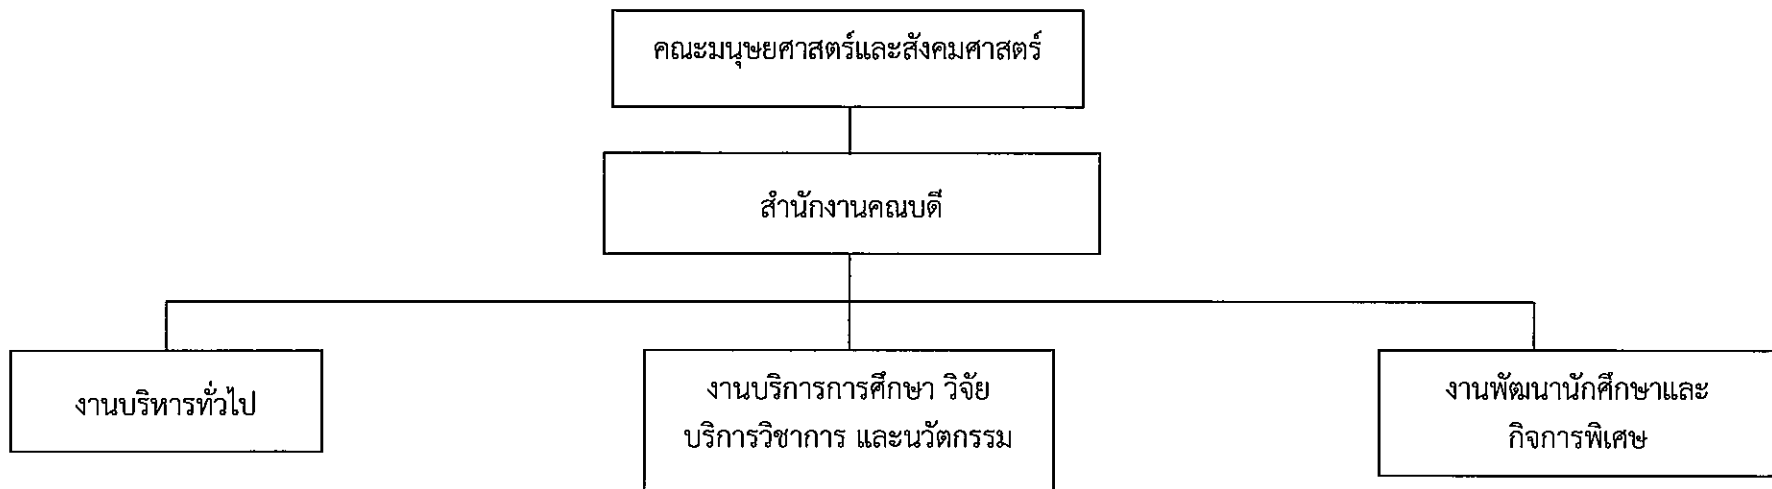 คณะมนุษยศาสตร์และสังคมศาสตร์
สำนักงานคณบดี
งานบริหารทั่วไป
งานบริการการศึกษา วิจัย
บริการวิชาการ และนวัตกรรม
งานพัฒนานักศึกษาและ
กิจการพิเศษ